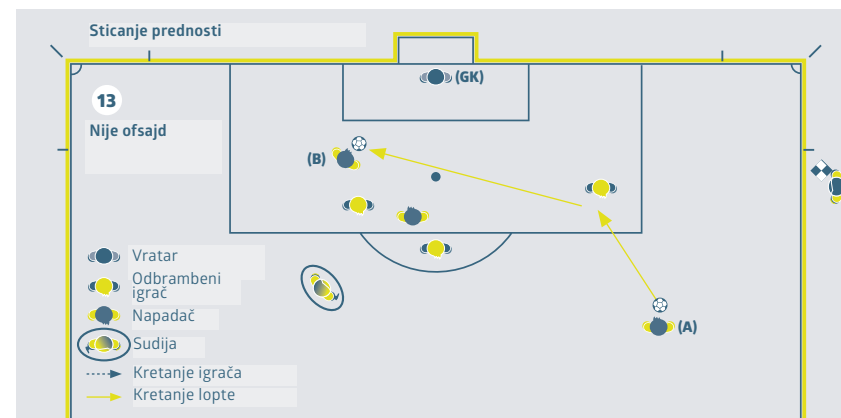 Sticanje prednosti
(GK)
13
Nije ofsajd
(B)
Vratar
Odbrambeni
igrač
Napadač
(A)
Sudija
Kretanje igrača
Kretanje lopte